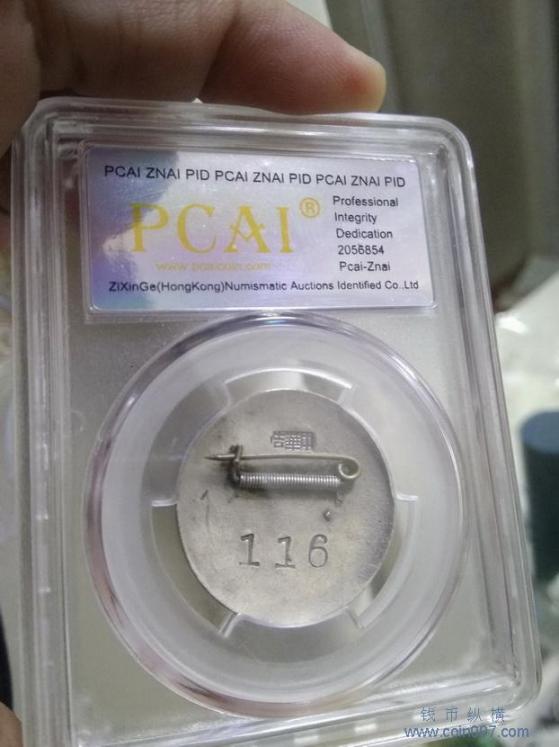 PCAI ZNAI PID PCAI ZNAI PID PCAI ZNAI PID
PCAI®
www.pcaicoin.com
Professional
Integrity
Dedication
2056854
Pcai-Znai
ZiXinGe(HongKong)Numismatic Auctions Identified Co.,Ltd
116
钱币纵横
www.coin007.com